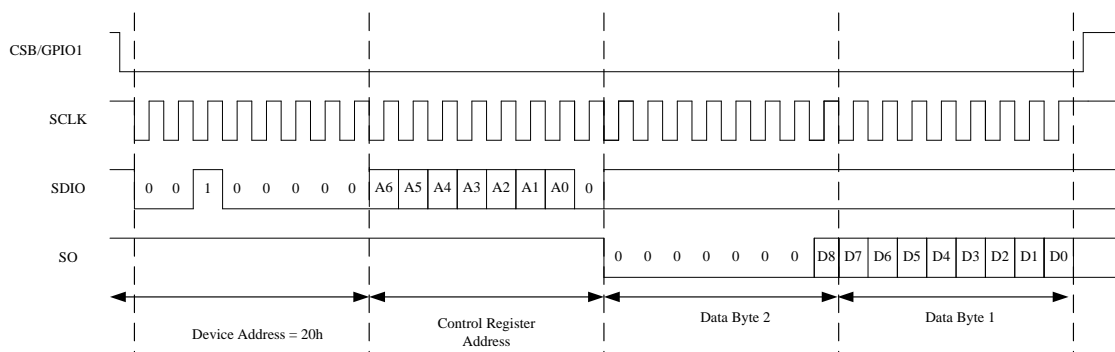 CSB/GPIO1
SCLK
SDIO 0 0 1 0 0 0 0 0 A6 A5 A4 A3 A2 A1 A0 0
SO 0 0 0 0 0 0 0 D8 D7 D6 D5 D4 D3 D2 D1 D0
Device Address = 20h
Control Register
Address
Data Byte 2
Data Byte 1